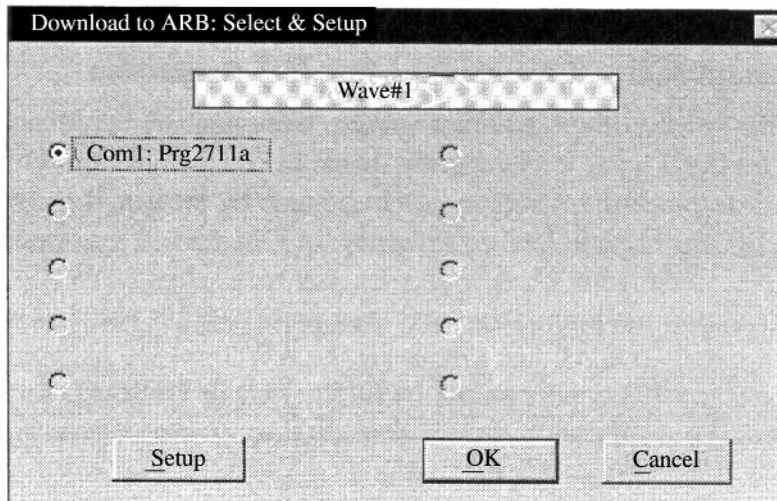 Download to ARB: Select & Setup
Wave#1
Com1: Prg2711a
Setup
OK
Cancel